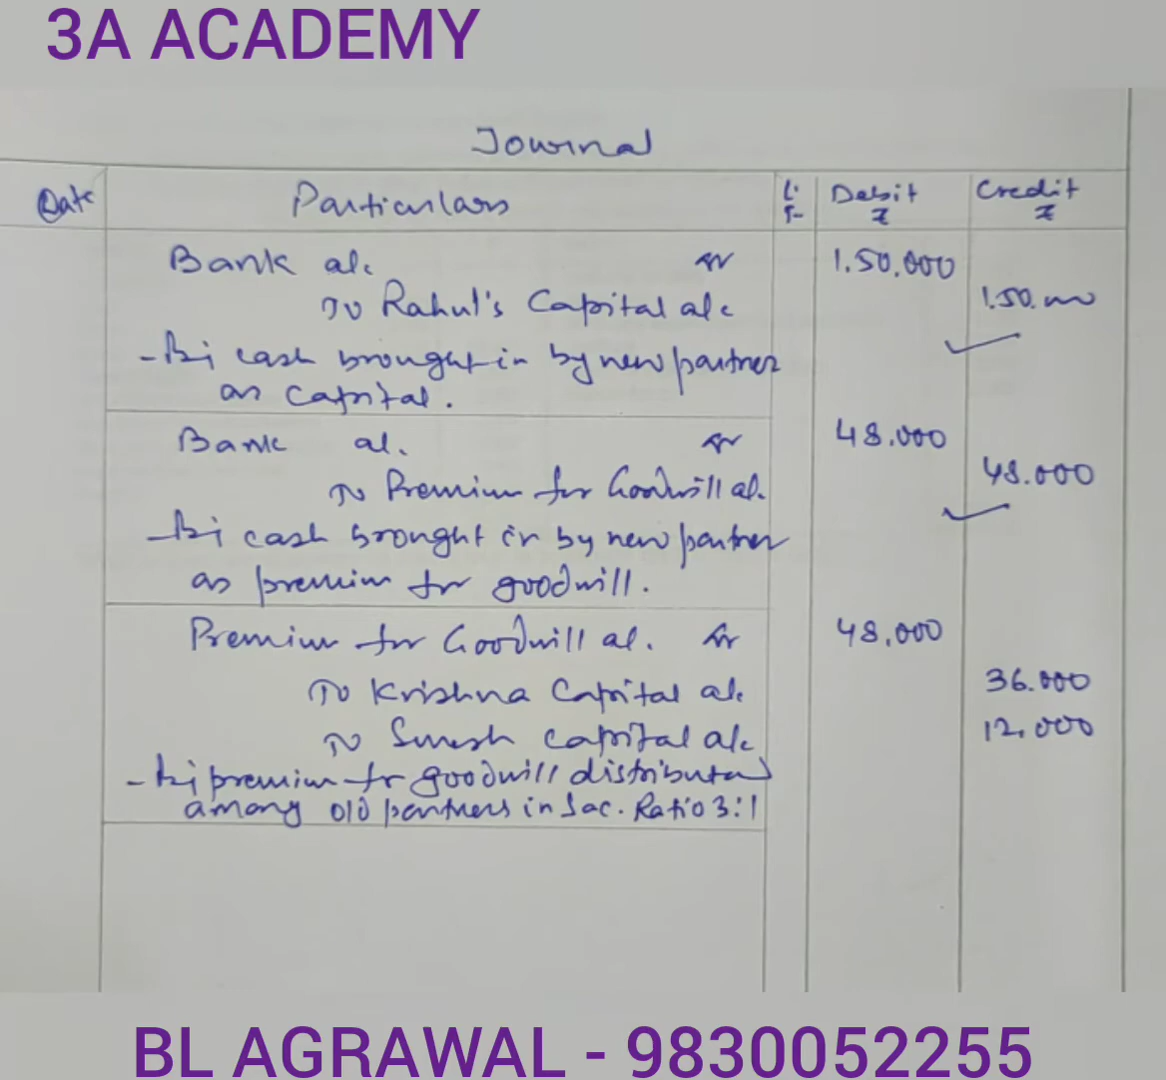 3A ACADEMY
Journal
Date Particulars L. F. Debit ₹ Credit ₹
Bank a/c Dr 1.50.000
To Rahul's Capital a/c 1.50.000
- Bi cash brought in by new partner
as capital.
Bank a/c. Dr 48.000
To Premium for Goodwill a/c. 48.000
- Bi cash brought in by new partner
as premium for goodwill.
Premium for Goodwill a/c. Dr 48.000
To Krishna Capital a/c 36.000
To Suresh capital a/c 12.000
- Bi premium for goodwill distributed
among old partners in Sac. Ratio 3:1
BL AGRAWAL - 9830052255